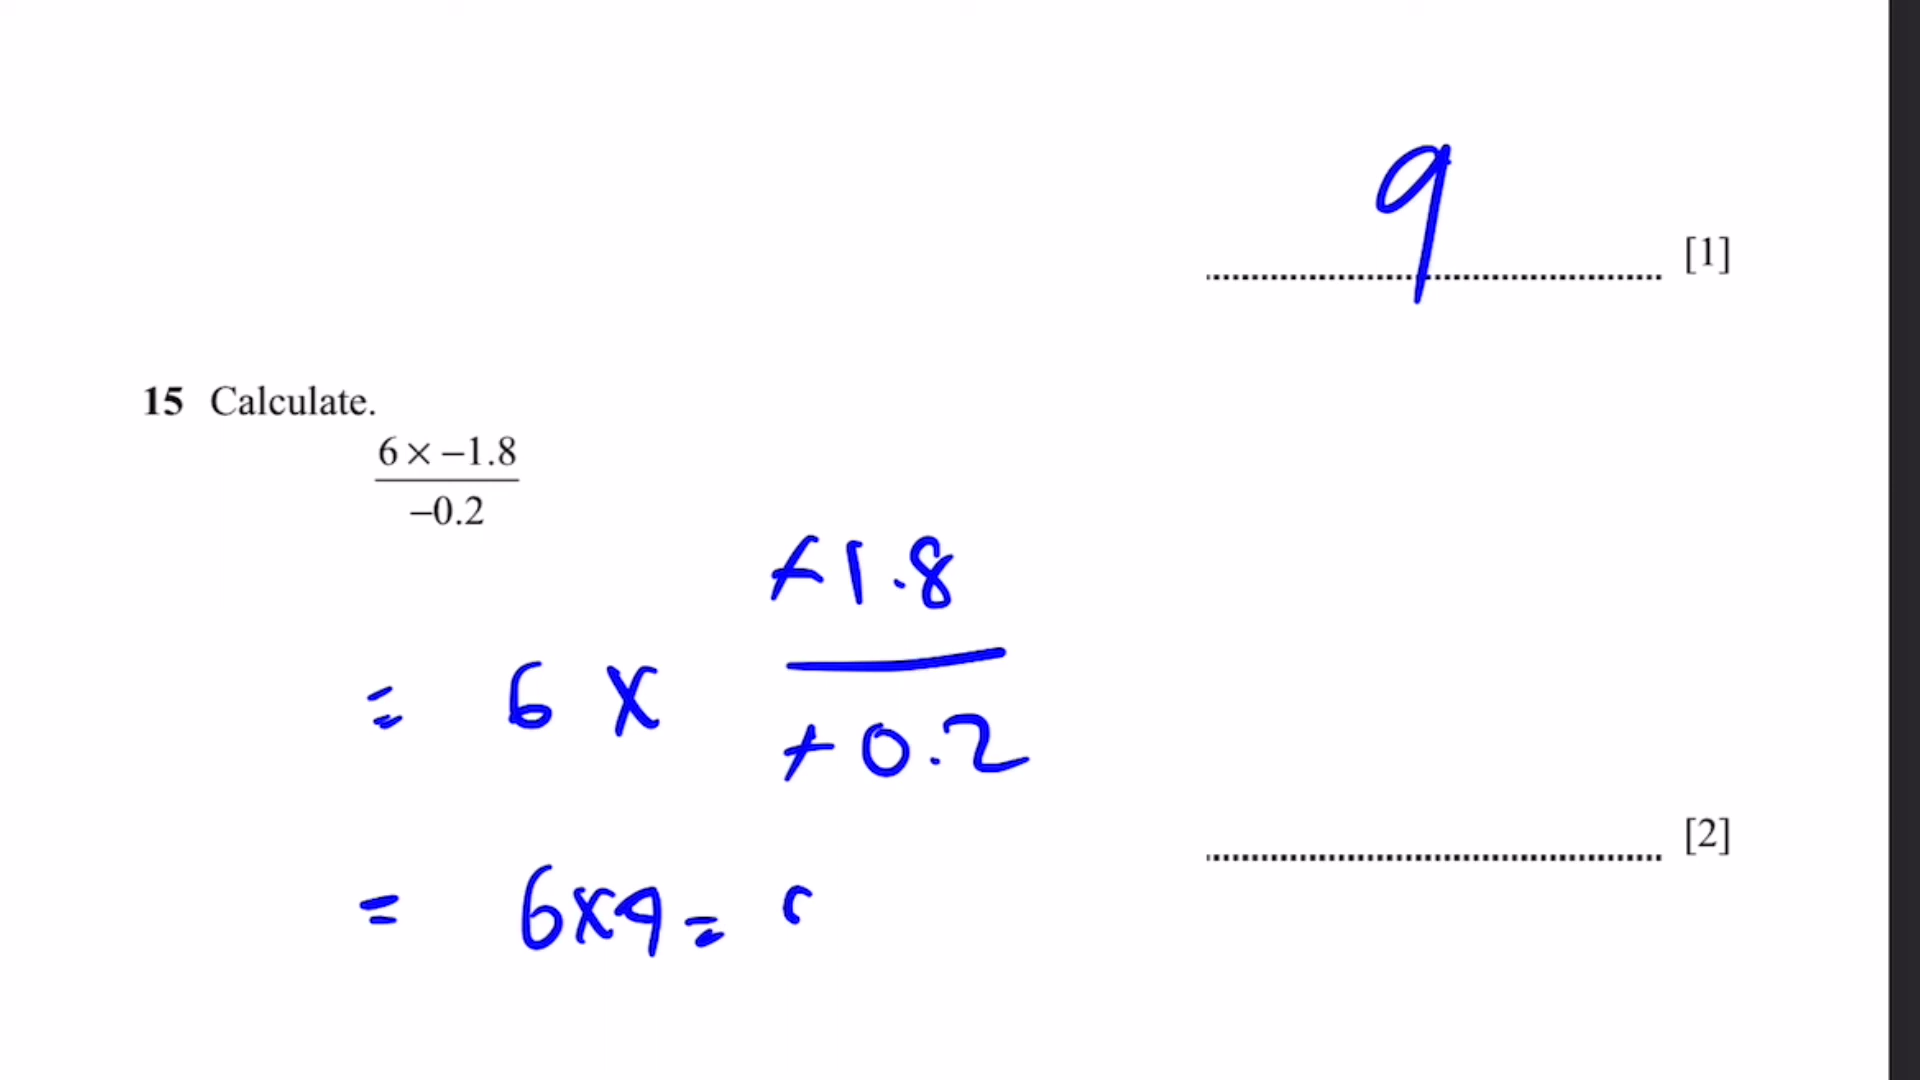 9
[1]
15 Calculate.
6 × −1.8
−0.2
+1.8
= 6 x
+0.2
[2]
= 6x9=